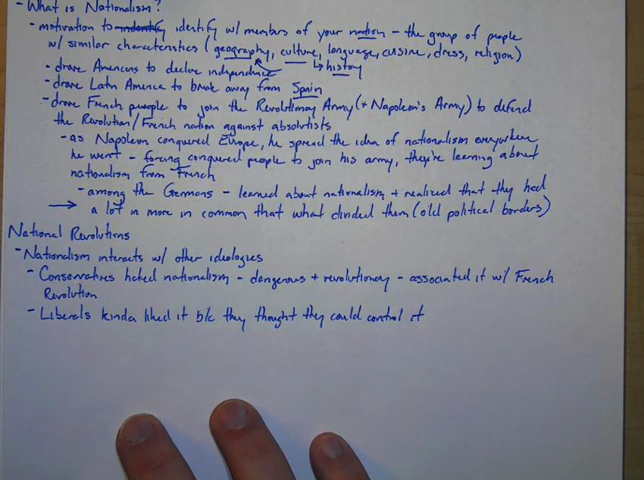 - What is Nationalism?
- motivation to identify identify w/ members of your nation - the group of people
w/ similar characteristics (geography, culture, language, cusine, dress, religion)
↳ history
- drove Americans to declare independence
- drove Latin America to break away from Spain
- drove French people to join the Revolutionary Army (+ Napoleon's Army) to defend
the Revolution/French nation against absolutists
- as Napoleon conquered Europe, he spread the idea of nationalism everywhere
he went - forcing conquered people to join his army, they're learning about
nationalism from French
- among the Germans - learned about nationalism + realized that they had
→ a lot in more in common that what divided them (old political borders)
National Revolutions
- Nationalism interacts w/ other ideologies
- Conservatives hated nationalism - dangerous + revolutionary - associated it w/ French
Revolution
- Liberals kinda liked it b/c they thought they could control it